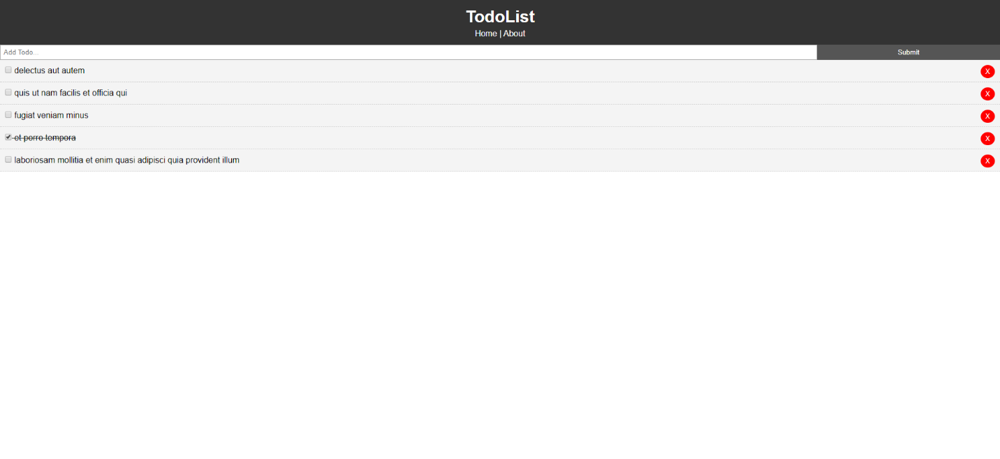 TodoList
Home | About
Add Todo...
Submit
delectus aut autem
X
quis ut nam facilis et officia qui
X
fugiat veniam minus
X
et porro tempora
X
laboriosam mollitia et enim quasi adipisci quia provident illum
X